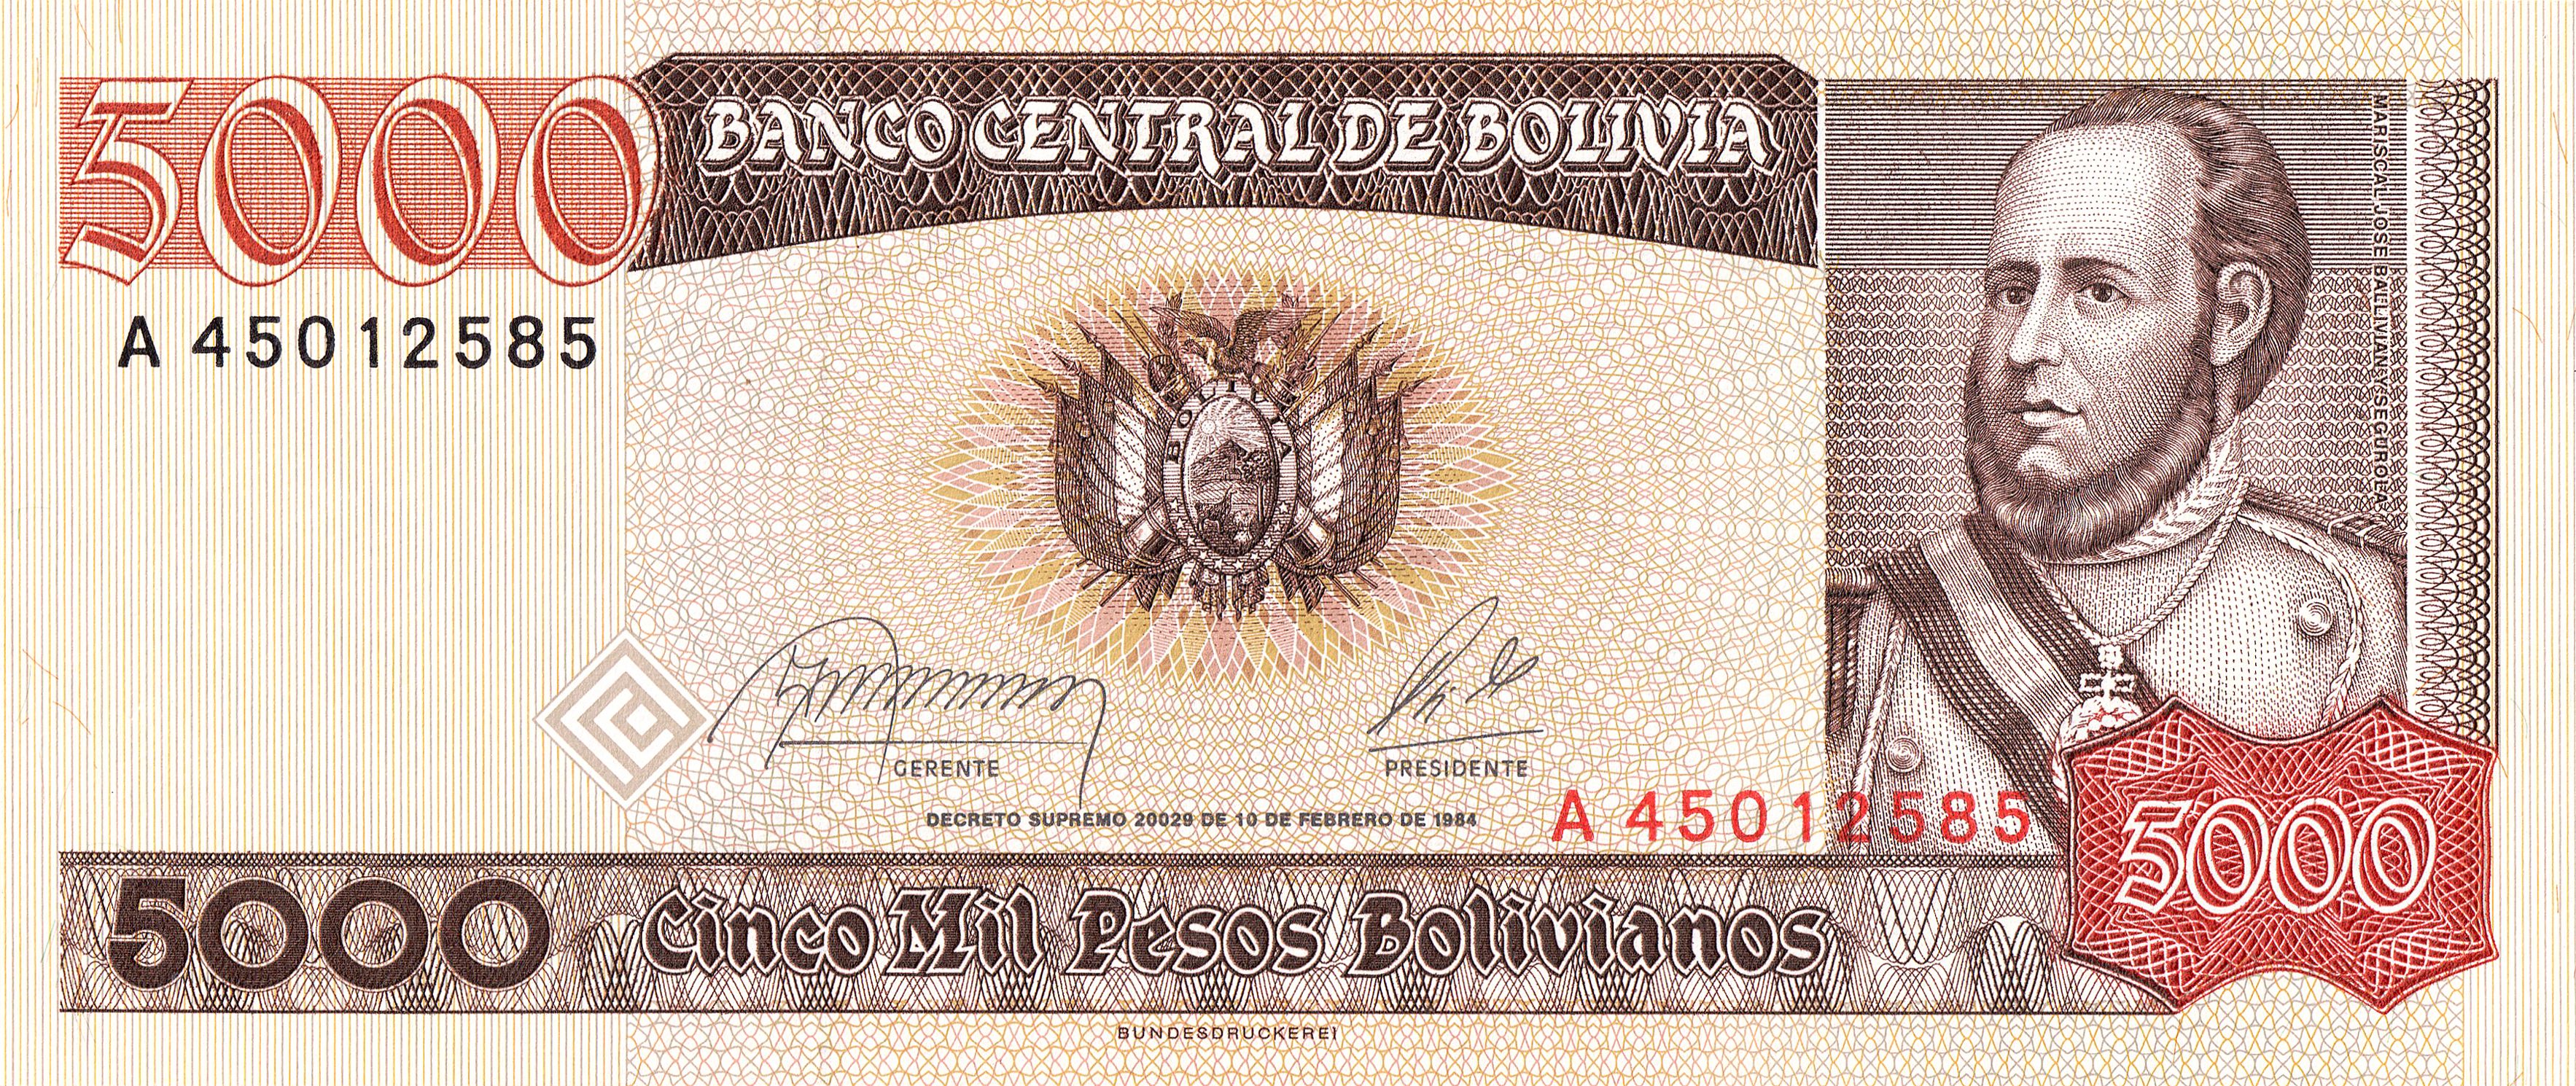 5000
BANCO CENTRAL DE BOLIVIA
MARISCAL JOSE BALLIVIAN Y SEGUROLA
A 45012585
BOLIVIA
GERENTE
PRESIDENTE
DECRETO SUPREMO 20029 DE 10 DE FEBRERO DE 1984
A 45012585
5000
5000 Cinco Mil Pesos Bolivianos
BUNDESDRUCKEREI